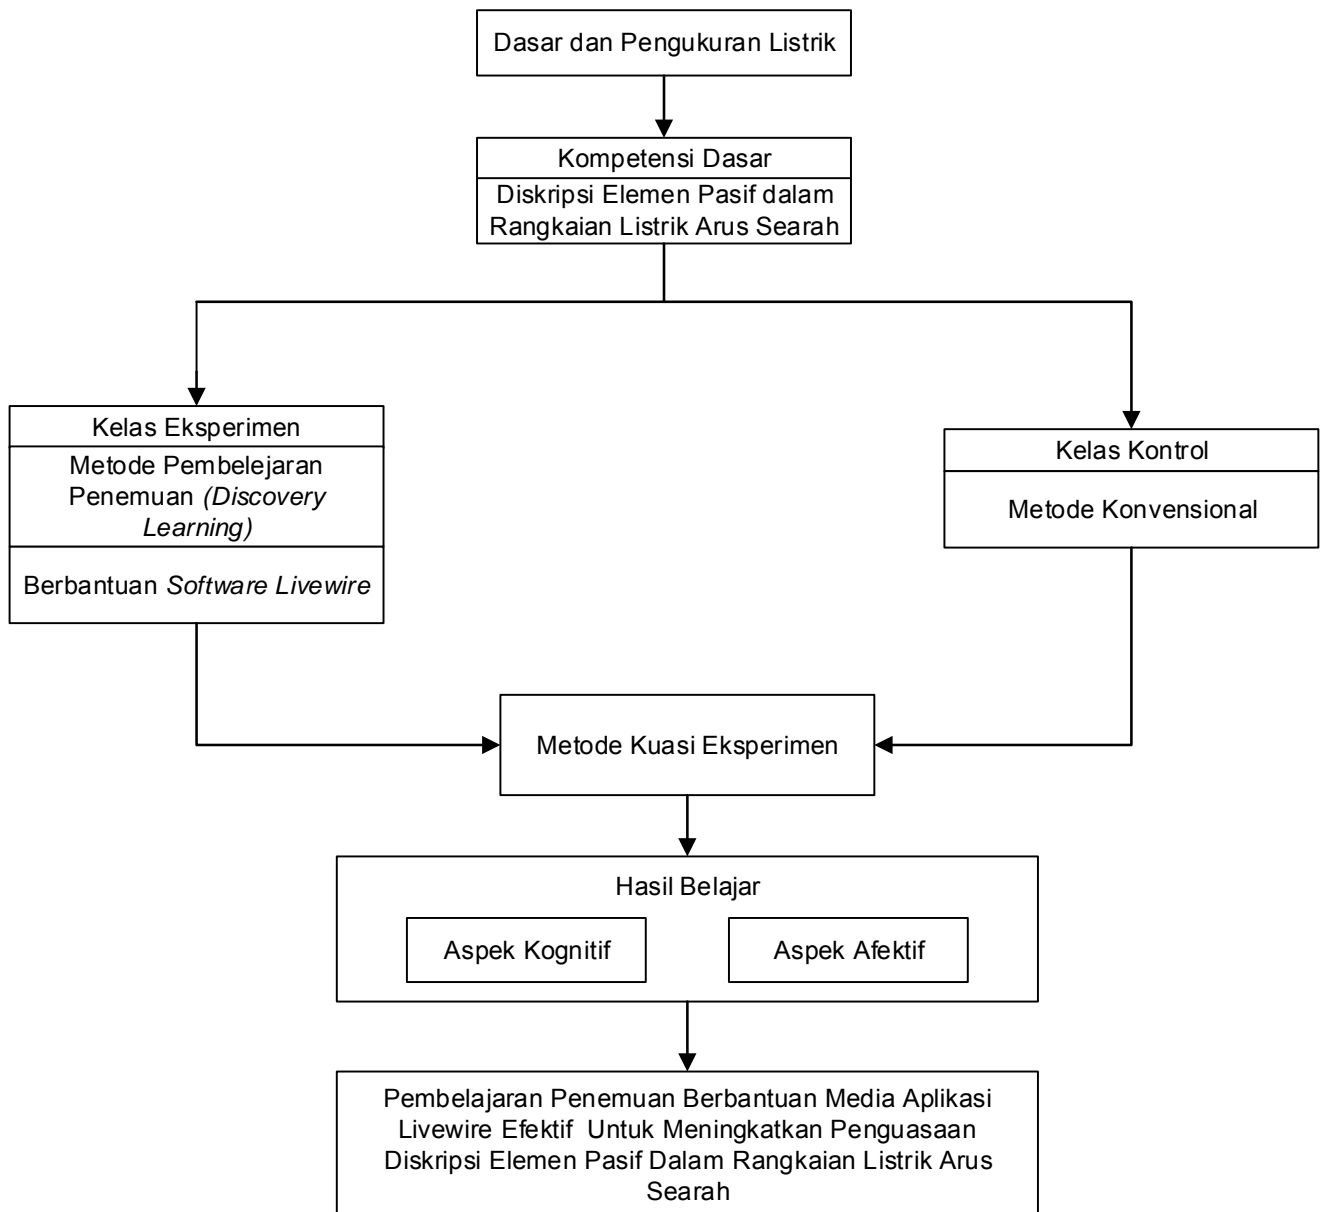 Dasar dan Pengukuran Listrik
Kompetensi Dasar
Diskripsi Elemen Pasif dalam
Rangkaian Listrik Arus Searah
Kelas Eksperimen
Metode Pembelejaran
Penemuan (Discovery
Learning)
Berbantuan Software Livewire
Kelas Kontrol
Metode Konvensional
Metode Kuasi Eksperimen
Hasil Belajar
Aspek Kognitif
Aspek Afektif
Pembelajaran Penemuan Berbantuan Media Aplikasi
Livewire Efektif Untuk Meningkatkan Penguasaan
Diskripsi Elemen Pasif Dalam Rangkaian Listrik Arus
Searah